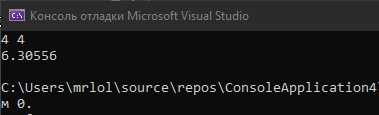 Консоль отладки Microsoft Visual Studio
4 4
6.30556
C:\Users\mrlol\source\repos\ConsoleApplication4\
м 0.